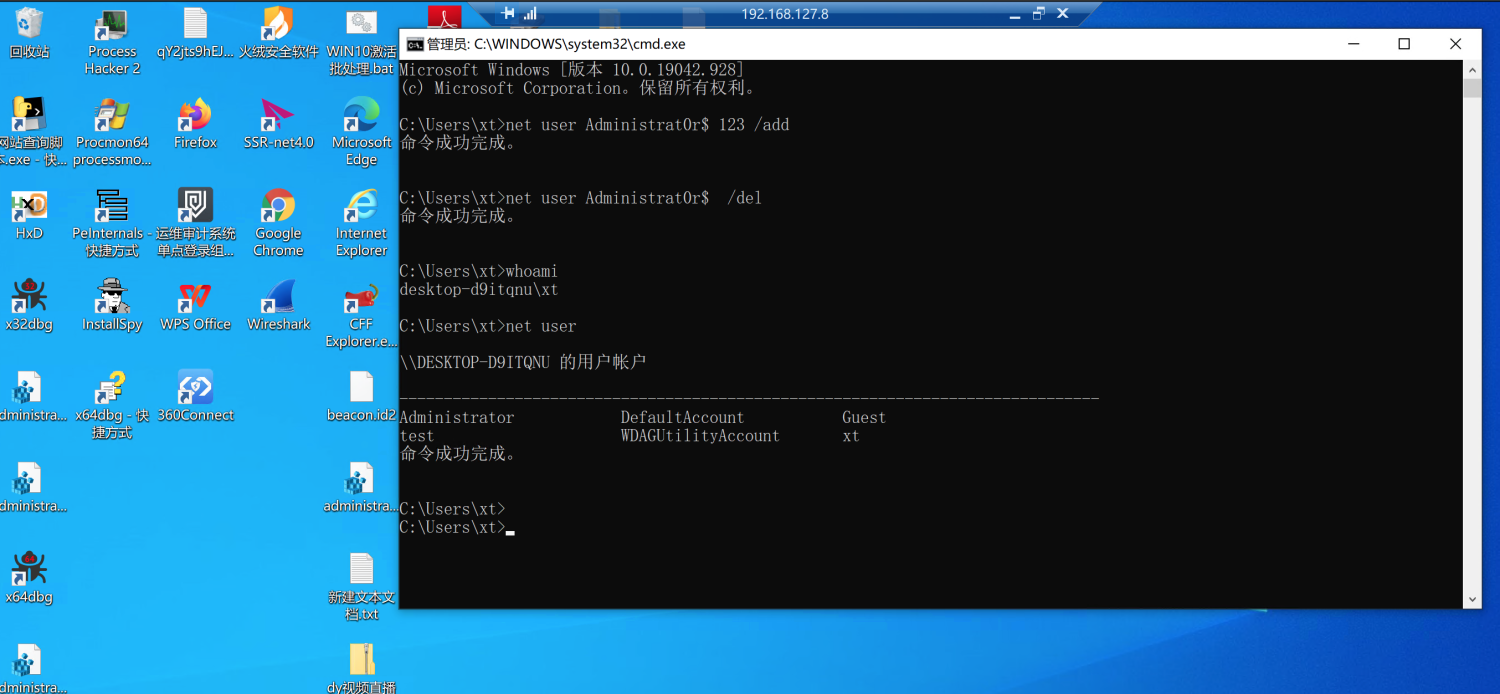 192.168.127.8
管理员: C:\WINDOWS\system32\cmd.exe
Microsoft Windows [版本 10.0.19042.928]
(c) Microsoft Corporation。保留所有权利。
C:\Users\xt>net user Administrat0r$ 123 /add
命令成功完成。
C:\Users\xt>net user Administrat0r$  /del
命令成功完成。
C:\Users\xt>whoami
desktop-d9itqnu\xt
C:\Users\xt>net user
\\DESKTOP-D9ITQNU 的用户帐户
-------------------------------------------------------------------------------
Administrator DefaultAccount Guest
test WDAGUtilityAccount xt
命令成功完成。
C:\Users\xt>
C:\Users\xt>
回收站
Process
Hacker 2
qY2jts9hEJ...
火绒安全软件
WIN10激活
批处理.bat
网站查询脚
本.exe - 快...
Procmon64
processmo...
Firefox
SSR-net4.0
Microsoft
Edge
HxD
PeInternals -
快捷方式
运维审计系统
单点登录组...
Google
Chrome
Internet
Explorer
x32dbg
InstallSpy
WPS Office
Wireshark
CFF
Explorer.e...
dministra...
x64dbg - 快
捷方式
360Connect
beacon.id2
dministra...
administra...
x64dbg
新建文本文
档.txt
dministra...
dy视频直播